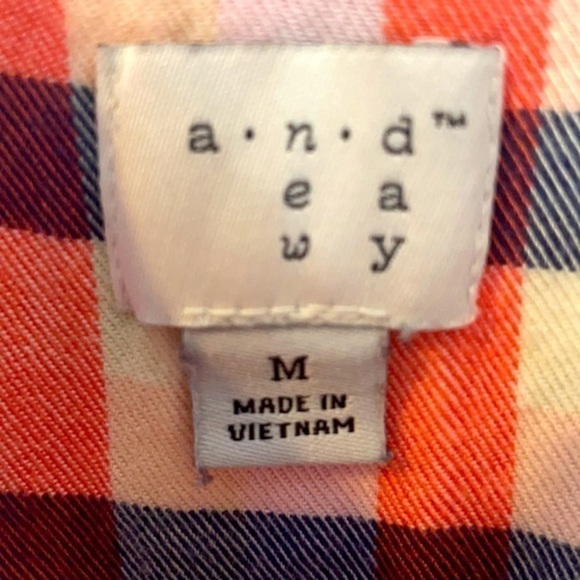 a · n · d™
e a
w y
M
MADE IN
VIETNAM